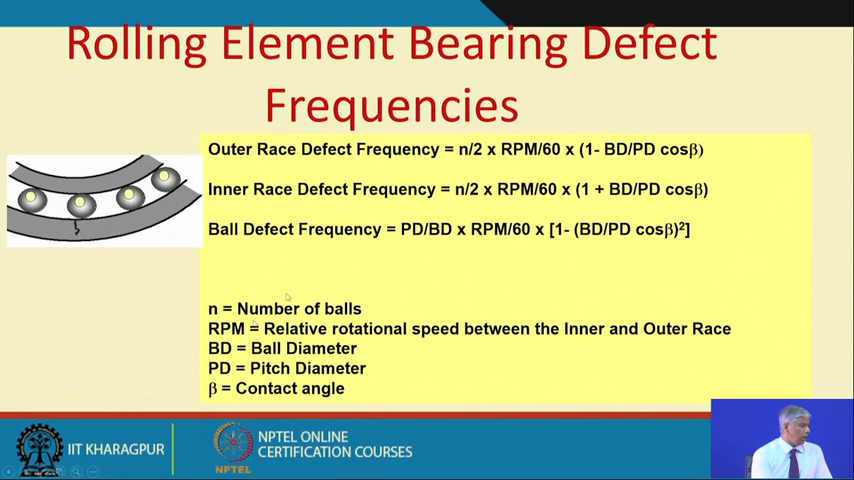 Rolling Element Bearing Defect
Frequencies
Outer Race Defect Frequency = n/2 x RPM/60 x (1- BD/PD cosβ)
Inner Race Defect Frequency = n/2 x RPM/60 x (1 + BD/PD cosβ)
Ball Defect Frequency = PD/BD x RPM/60 x [1- (BD/PD cosβ)²]
n = Number of balls
RPM = Relative rotational speed between the Inner and Outer Race
BD = Ball Diameter
PD = Pitch Diameter
β = Contact angle
IIT KHARAGPUR
NPTEL
NPTEL ONLINE
CERTIFICATION COURSES